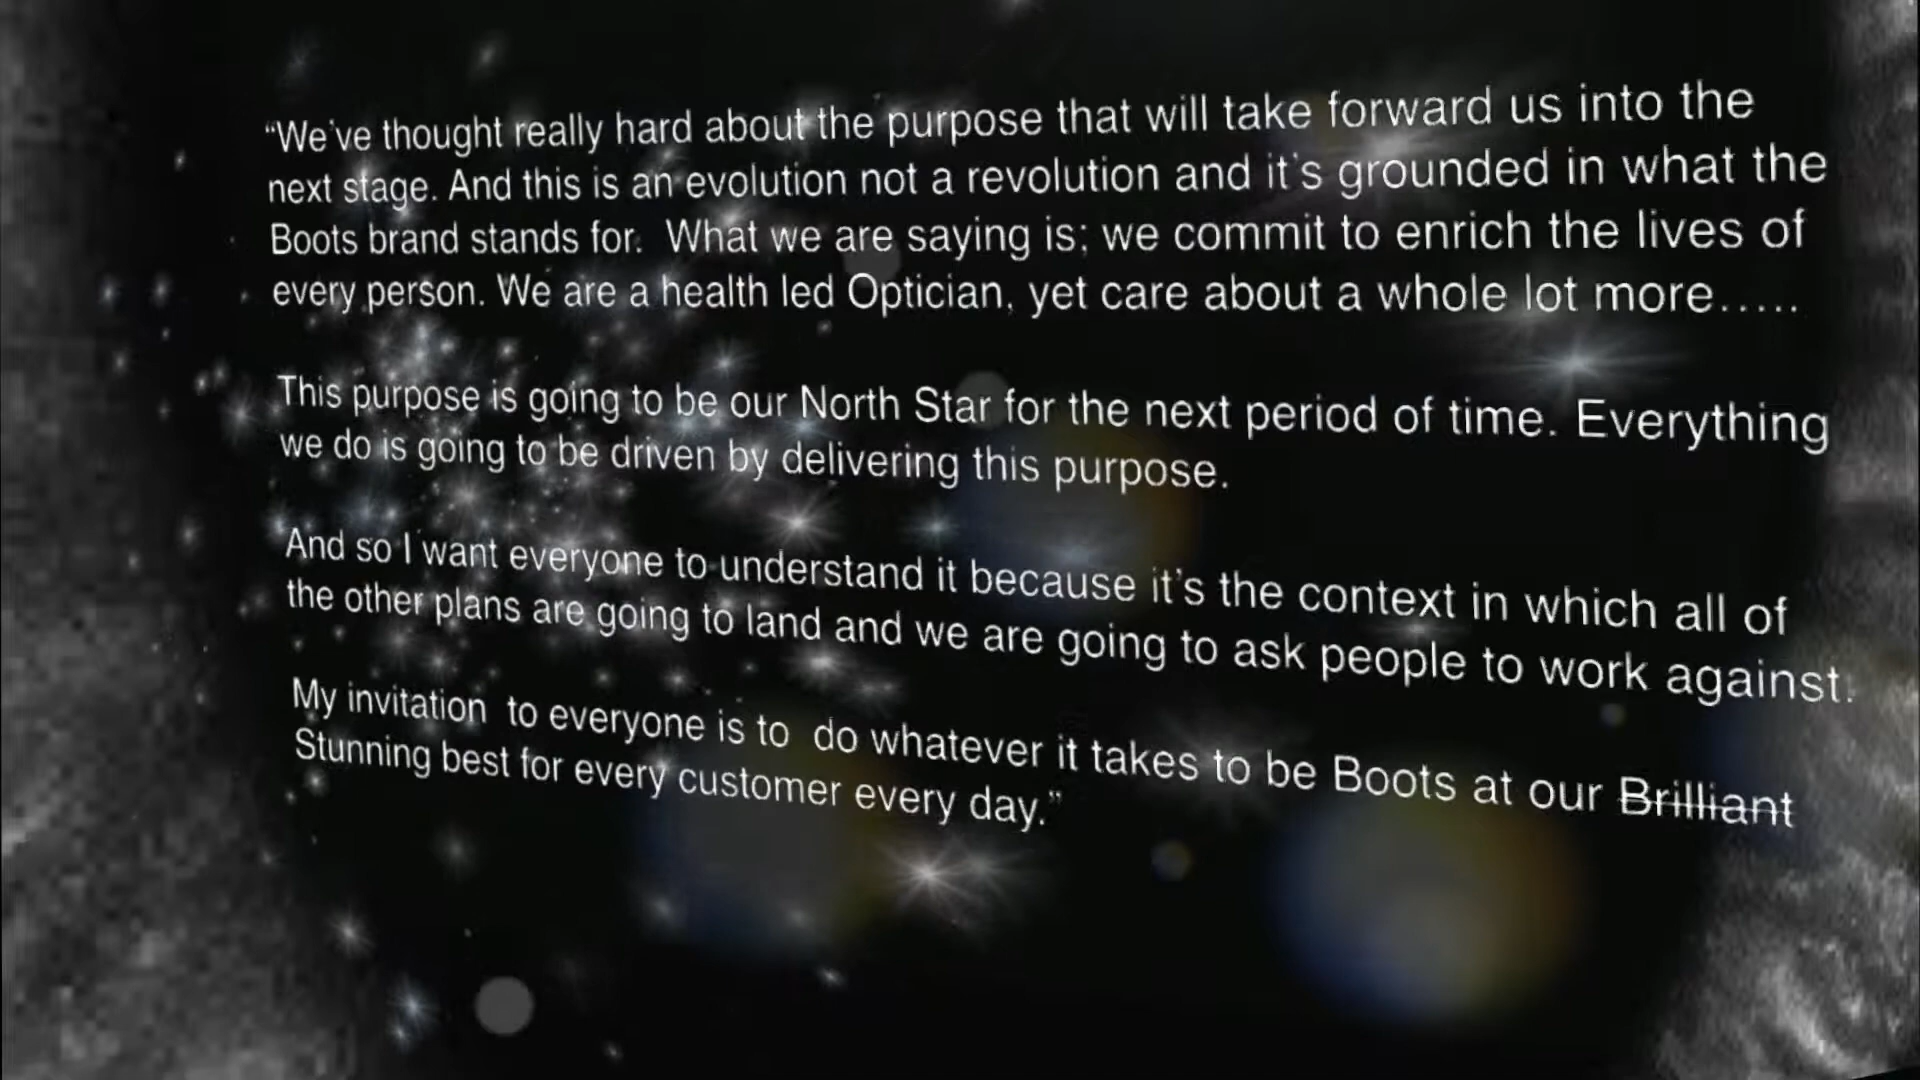 “We've thought really hard about the purpose that will take forward us into the
next stage. And this is an evolution not a revolution and it's grounded in what the
Boots brand stands for.  What we are saying is; we commit to enrich the lives of
every person. We are a health led Optician, yet care about a whole lot more…..
This purpose is going to be our North Star for the next period of time. Everything
we do is going to be driven by delivering this purpose.
And so I want everyone to understand it because it's the context in which all of
the other plans are going to land and we are going to ask people to work against.
My invitation  to everyone is to  do whatever it takes to be Boots at our Brilliant
Stunning best for every customer every day.”